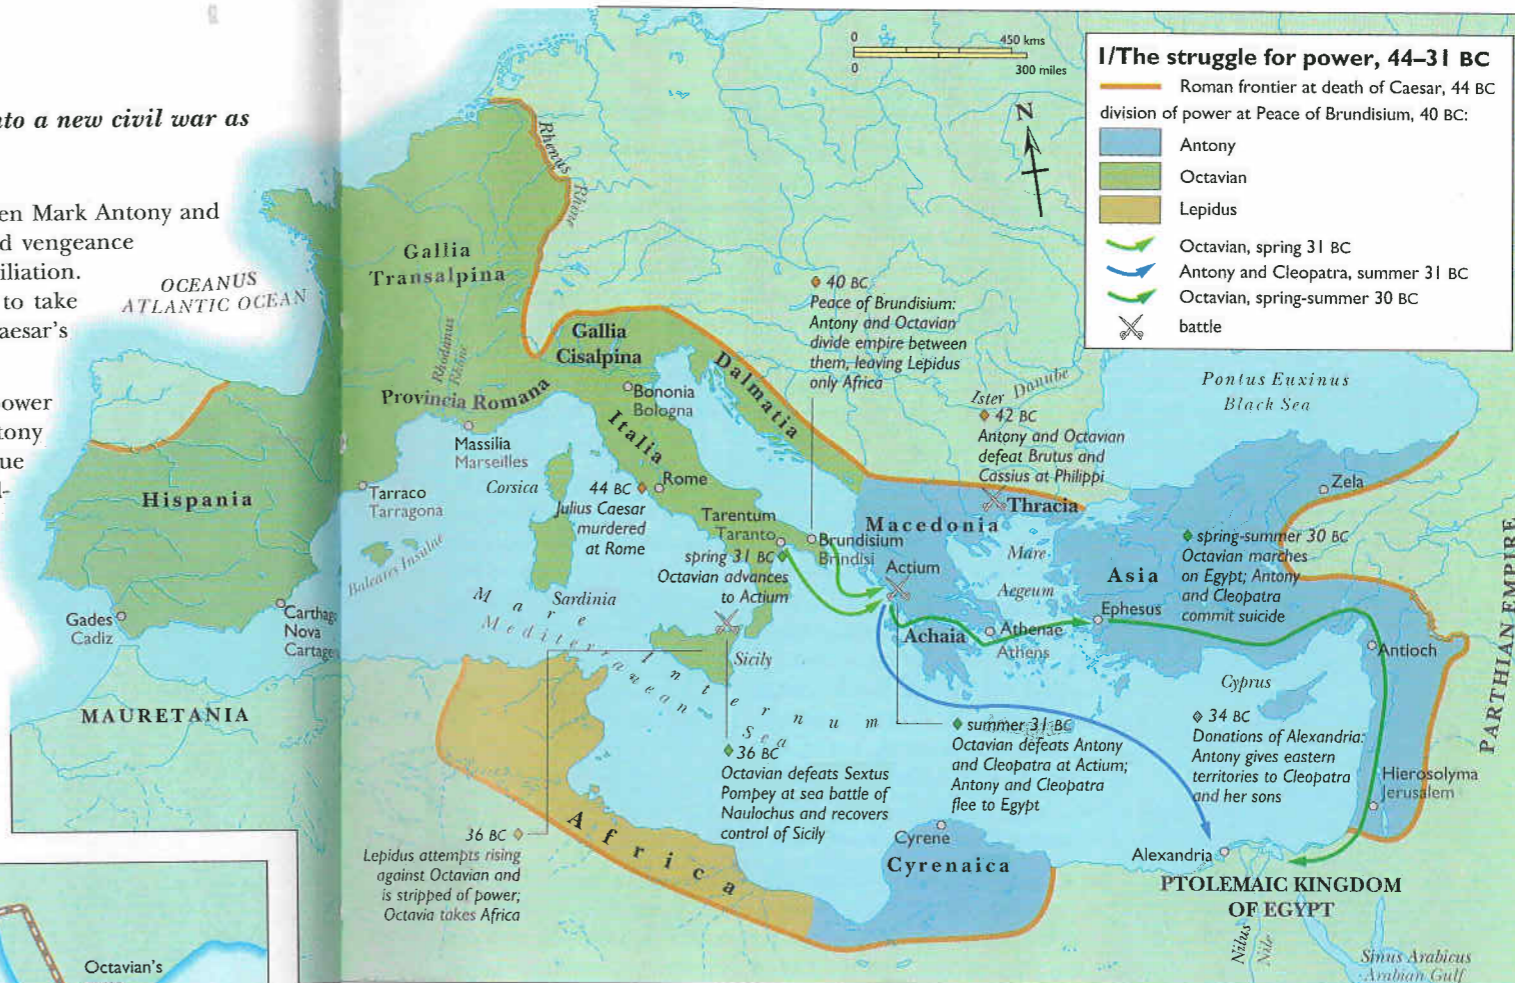 nto a new civil war as
en Mark Antony and
d vengeance
iliation.
to take
aesar's
ower
tony
ue
l-
OCEANUS
ATLANTIC OCEAN
0 450 kms
0 300 miles
N
1/The struggle for power, 44–31 BC
Roman frontier at death of Caesar, 44 BC
division of power at Peace of Brundisium, 40 BC:
Antony
Octavian
Lepidus
Octavian, spring 31 BC
Antony and Cleopatra, summer 31 BC
Octavian, spring-summer 30 BC
battle
Rhenus
Rhine
Gallia
Transalpina
Rhodanus
Rhône
Gallia
Cisalpina
Provincia Romana
Bononia
Bologna
Italia
Dalmatia
40 BC
Peace of Brundisium:
Antony and Octavian
divide empire between
them, leaving Lepidus
only Africa
Ister Danube
42 BC
Antony and Octavian
defeat Brutus and
Cassius at Philippi
Pontus Euxinus
Black Sea
Massilia
Marseilles
Hispania
Tarraco
Tarragona
Corsica
44 BC
Julius Caesar
murdered
at Rome
Rome
Zela
Thracia
Macedonia
Tarentum
Taranto
Brundisium
Brindisi
spring 31 BC
Octavian advances
to Actium
Actium
Mare
Aegeum
Asia
spring-summer 30 BC
Octavian marches
on Egypt; Antony
and Cleopatra
commit suicide
PARTHIAN EMPIRE
Baleares Insulae
Sardinia
Gades
Cadiz
Carthag
Nova
Cartage
Mare Internum
Mediterranean Sea
Sicily
Achaia
Athenae
Athens
Ephesus
Antioch
Cyprus
MAURETANIA
34 BC
Donations of Alexandria:
Antony gives eastern
territories to Cleopatra
and her sons
Hierosolyma
Jerusalem
summer 31 BC
Octavian defeats Antony
and Cleopatra at Actium;
Antony and Cleopatra
flee to Egypt
36 BC
Octavian defeats Sextus
Pompey at sea battle of
Naulochus and recovers
control of Sicily
36 BC
Lepidus attempts rising
against Octavian and
is stripped of power;
Octavia takes Africa
Africa
Cyrene
Cyrenaica
Alexandria
PTOLEMAIC KINGDOM
OF EGYPT
Nilus
Nile
Sinus Arabicus
Arabian Gulf
Octavian's